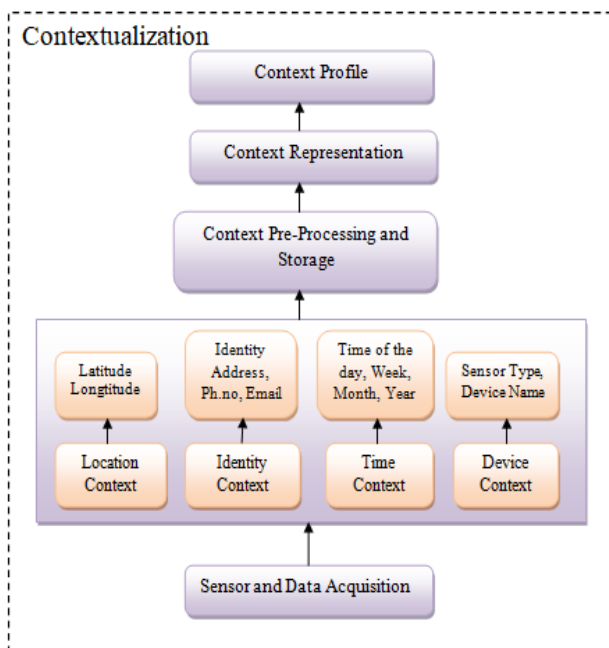 Contextualization
Context Profile
Context Representation
Context Pre-Processing and
Storage
Latitude
Longtitude
Identity
Address,
Ph.no, Email
Time of the
day, Week,
Month, Year
Sensor Type,
Device Name
Location
Context
Identity
Context
Time
Context
Device
Context
Sensor and Data Acquisition